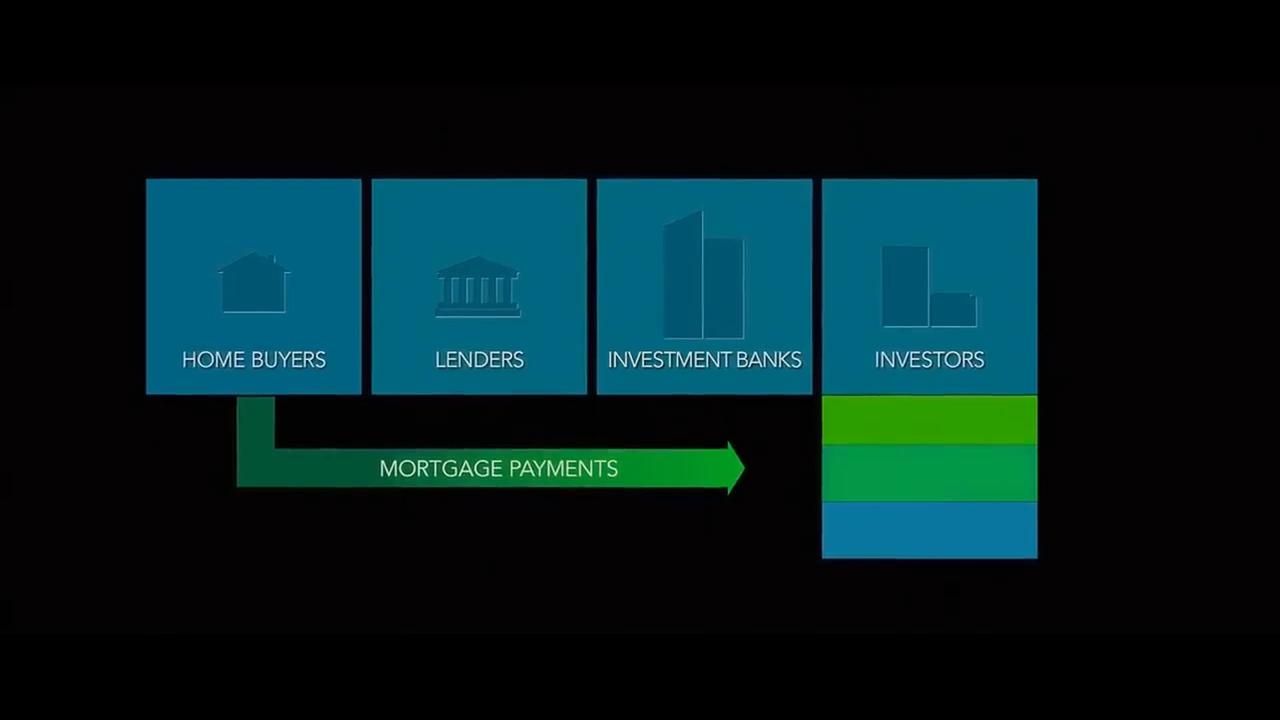 HOME BUYERS
LENDERS
INVESTMENT BANKS
INVESTORS
MORTGAGE PAYMENTS